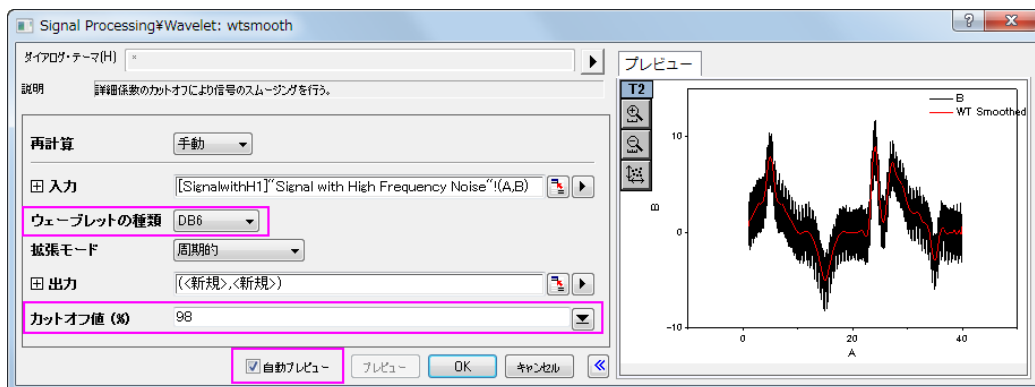 Signal Processing¥Wavelet: wtsmooth
ダイアログ・テーマ(H) *
説明 詳細係数のカットオフにより信号のスムージングを行う。
再計算 手動
入力 [SignalwithH1]"Signal with High Frequency Noise"!(A,B)
ウェーブレットの種類 DB6
拡張モード 周期的
出力 (<新規>,<新規>)
カットオフ値 (%) 98
自動プレビュー プレビュー OK キャンセル
プレビュー
T2
B
WT Smoothed
10
0
-10
B
0 20 40
A